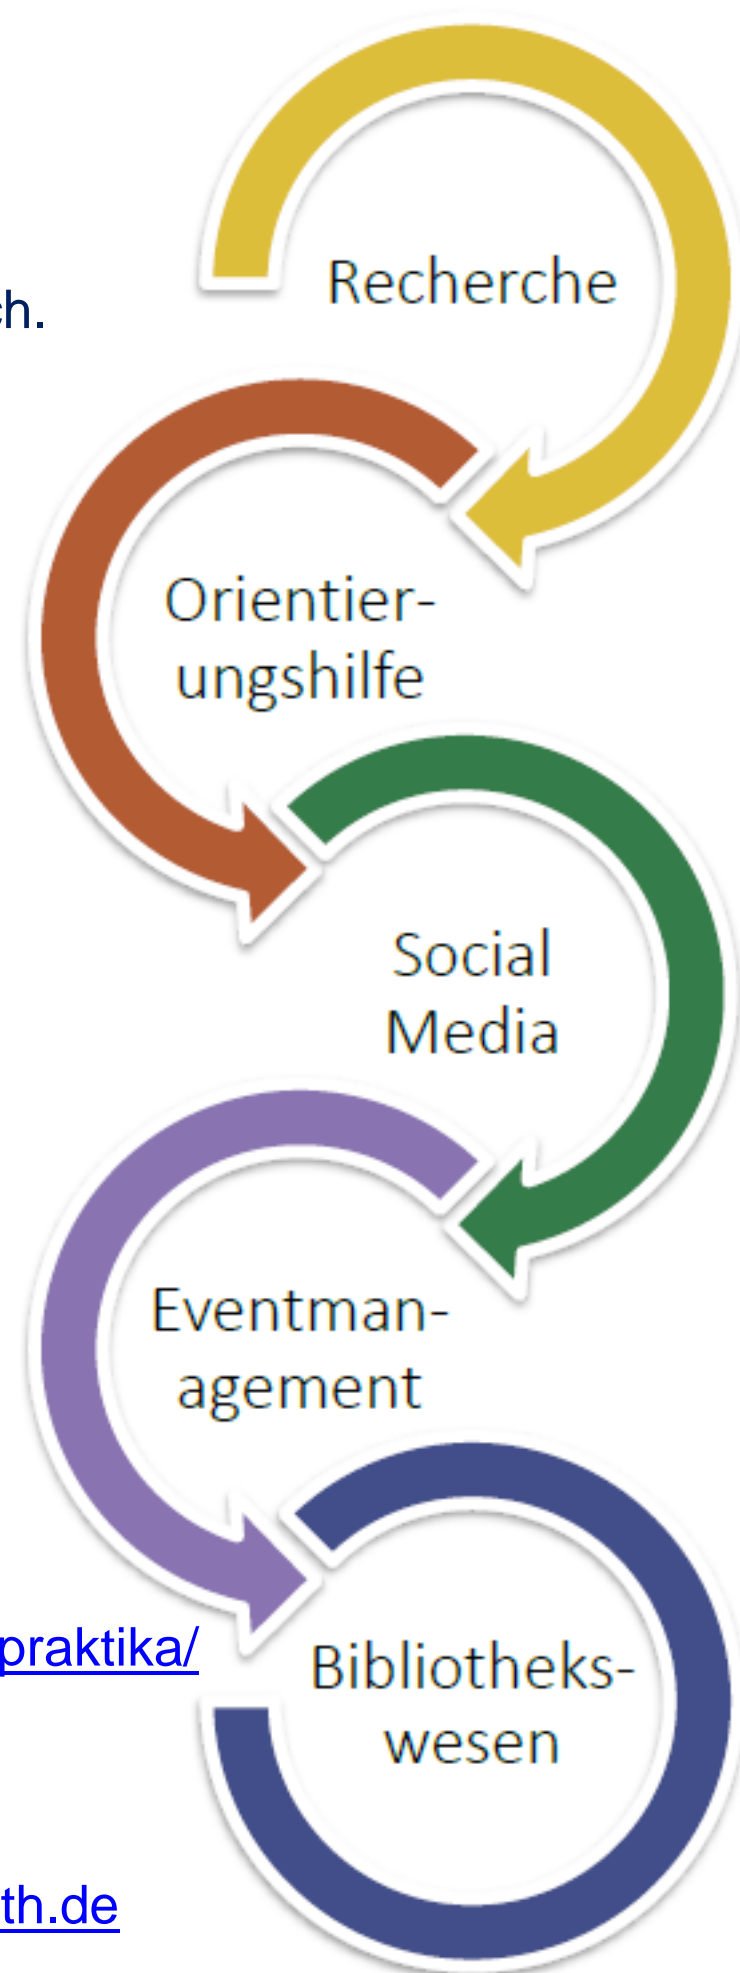 Recherche
ch.
Orientier-
ungshilfe
Social
Media
Eventman-
agement
praktika/
Bibliotheks-
wesen
th.de